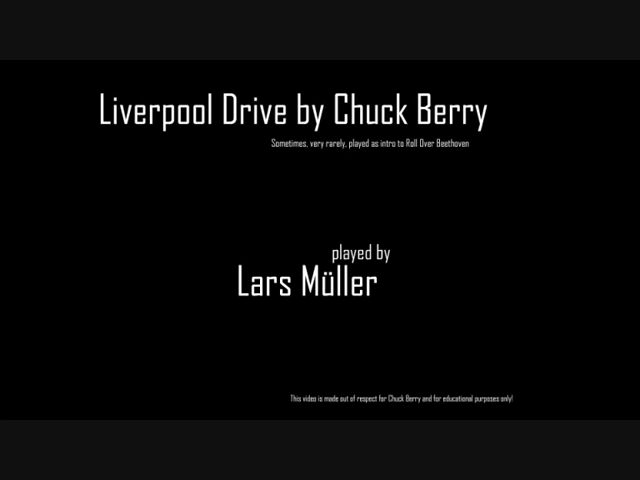 Liverpool Drive by Chuck Berry
Sometimes, very rarely, played as intro to Roll Over Beethoven
played by
Lars Müller
This video is made out of respect for Chuck Berry and for educational purposes only!